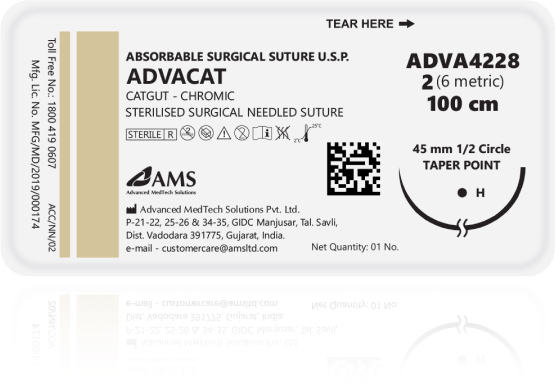 TEAR HERE
ABSORBABLE SURGICAL SUTURE U.S.P.
ADVACAT
CATGUT - CHROMIC
STERILISED SURGICAL NEEDLED SUTURE
STERILE R
2°C
25°C
AMS
Advanced MedTech Solutions
Advanced MedTech Solutions Pvt. Ltd.
P-21-22, 25-26 & 34-35, GIDC Manjusar, Tal. Savli,
Dist. Vadodara 391775, Gujarat, India.
e-mail - customercare@amsltd.com
Net Quantity: 01 No.
ADVA4228
2 (6 metric)
100 cm
45 mm 1/2 Circle
TAPER POINT
H
Toll Free No.: 1800 419 0607
ACC/NN/02
Mfg. Lic. No. MFG/MD/2019/000174